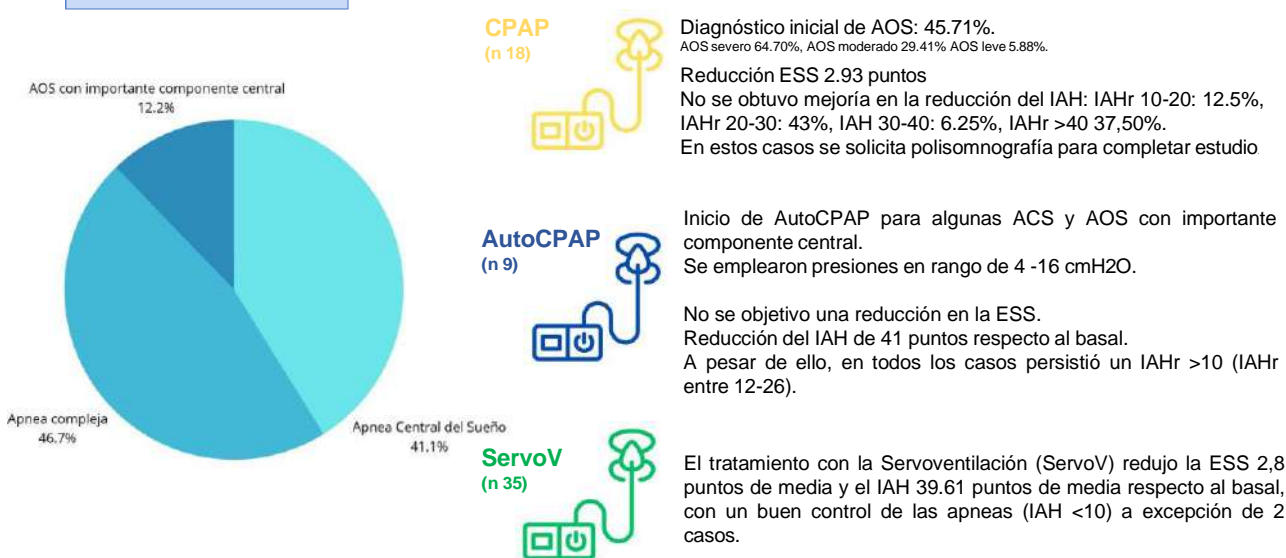 AOS con importante componente central
12.2%
Apnea compleja
46.7%
Apnea Central del Sueño
41.1%
CPAP
(n 18)
Diagnóstico inicial de AOS: 45.71%.
AOS severo 64.70%, AOS moderado 29.41% AOS leve 5.88%.
Reducción ESS 2.93 puntos
No se obtuvo mejoría en la reducción del IAH: IAHr 10-20: 12.5%,
IAHr 20-30: 43%, IAH 30-40: 6.25%, IAHr >40 37,50%.
En estos casos se solicita polisomnografía para completar estudio
AutoCPAP
(n 9)
Inicio de AutoCPAP para algunas ACS y AOS con importante
componente central.
Se emplearon presiones en rango de 4 -16 cmH2O.
No se objetivo una reducción en la ESS.
Reducción del IAH de 41 puntos respecto al basal.
A pesar de ello, en todos los casos persistió un IAHr >10 (IAHr
entre 12-26).
ServoV
(n 35)
El tratamiento con la Servoventilación (ServoV) redujo la ESS 2,8
puntos de media y el IAH 39.61 puntos de media respecto al basal,
con un buen control de las apneas (IAH <10) a excepción de 2
casos.